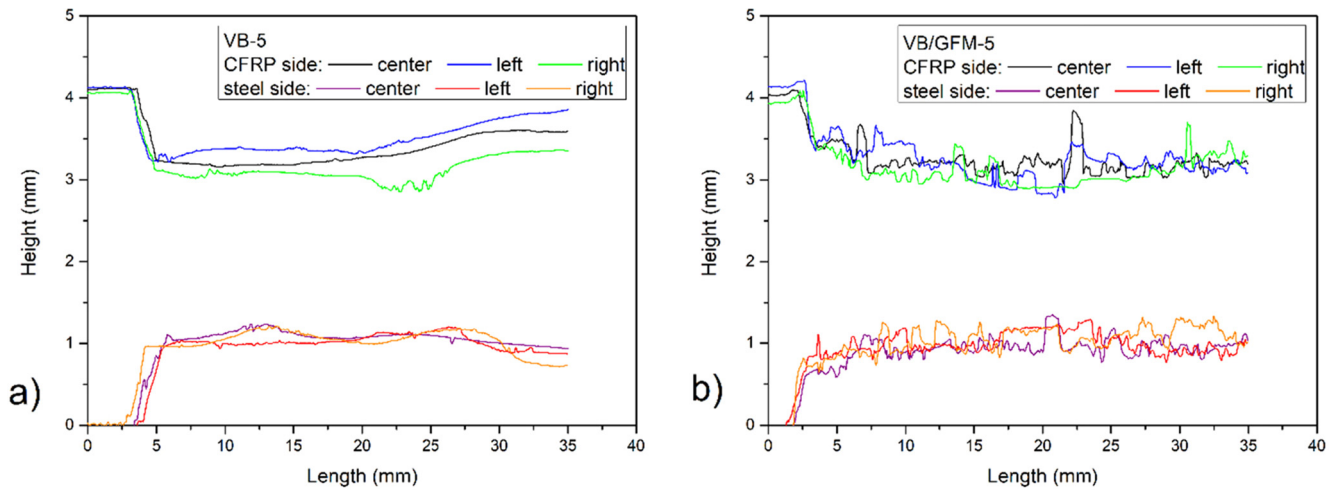 5
4
3
2
1
0
Height (mm)
0 5 10 15 20 25 30 35 40
Length (mm)
VB-5
CFRP side: center left right
steel side: center left right
a)
5
4
3
2
1
0
Height (mm)
0 5 10 15 20 25 30 35 40
Length (mm)
VB/GFM-5
CFRP side: center left right
steel side: center left right
b)